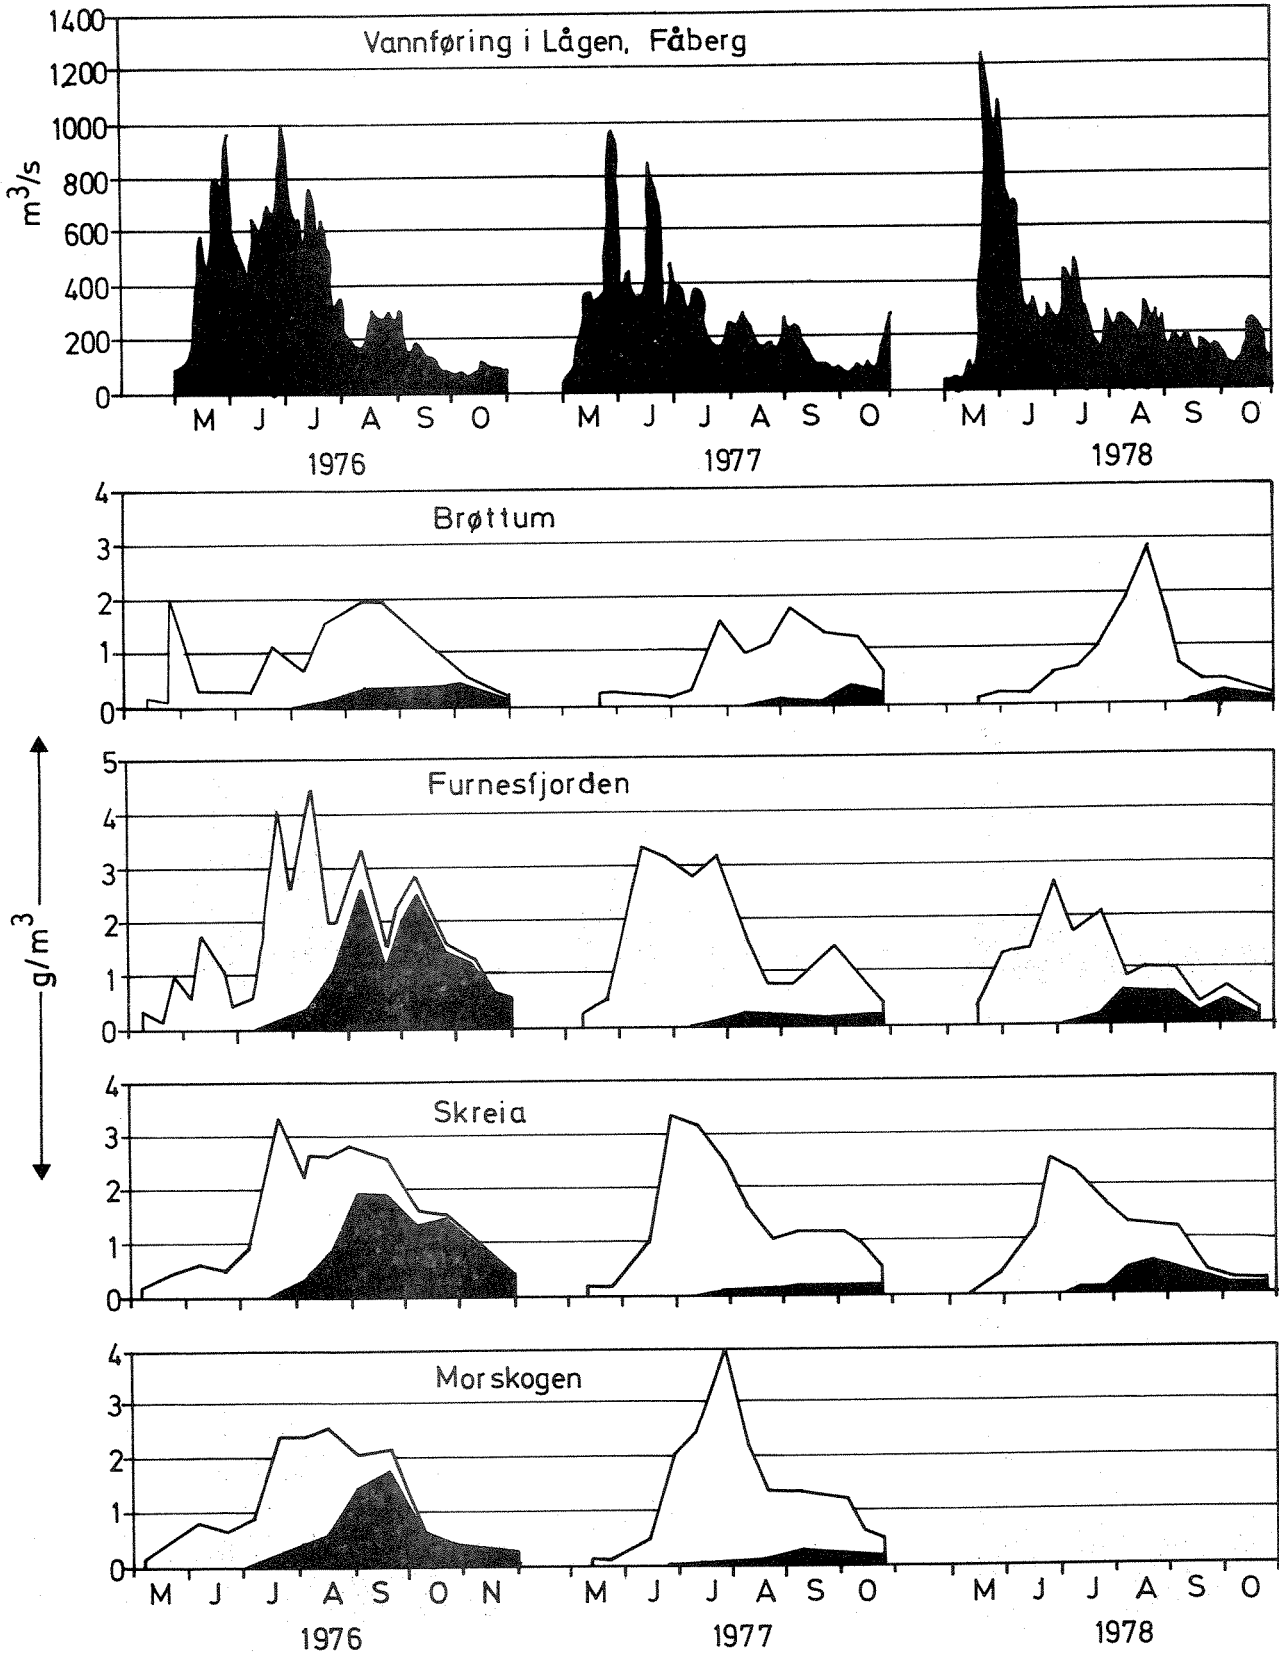 Vannføring i Lågen, Fåberg
1400
1200
1000
800
600
400
200
0
m³/s
M J J A S O
M J J A S O
M J J A S O
1976
1977
1978
Brøttum
4
3
2
1
0
Furnesfjorden
5
4
3
2
1
0
g/m³
Skreia
4
3
2
1
0
Morskogen
4
3
2
1
0
M J J A S O N
M J J A S O
M J J A S O
1976
1977
1978